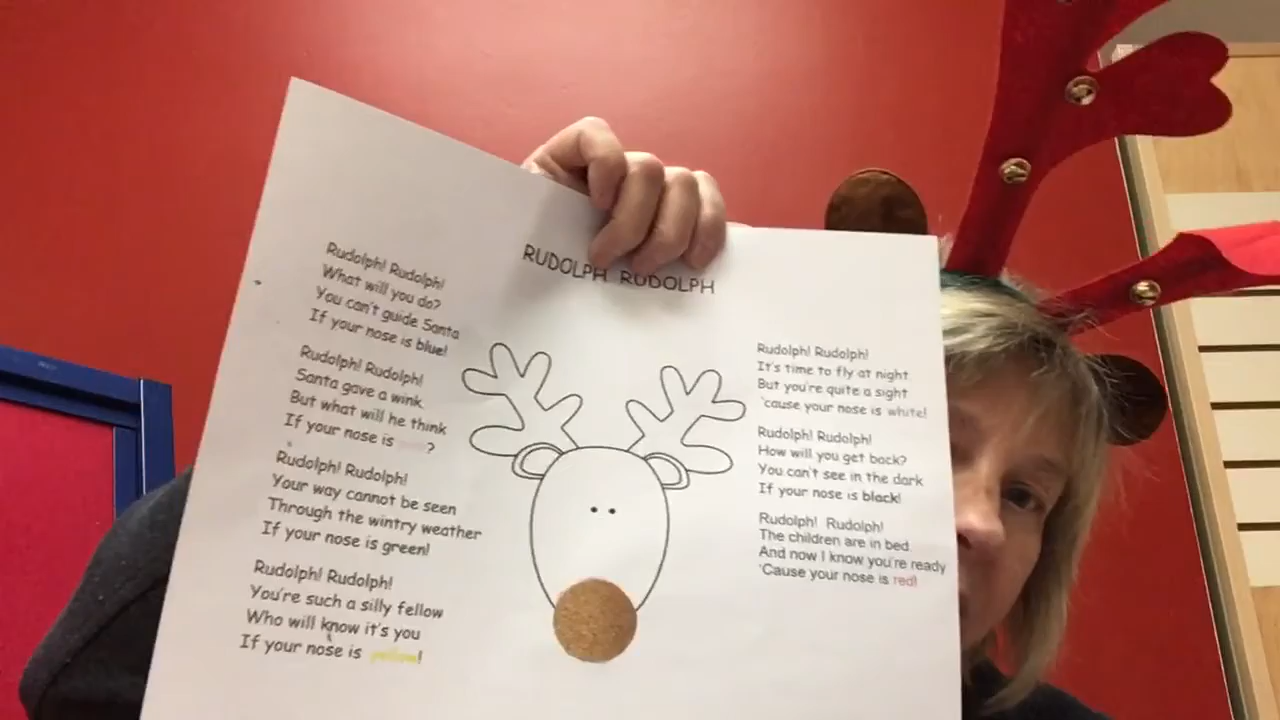 RUDOLPH RUDOLPH
Rudolph! Rudolph!
What will you do?
You can't guide Santa
If your nose is blue!
Rudolph! Rudolph!
Santa gave a wink.
But what will he think
If your nose is ?
Rudolph! Rudolph!
Your way cannot be seen
Through the wintry weather
If your nose is green!
Rudolph! Rudolph!
You're such a silly fellow
Who will know it's you
If your nose is yellow!
Rudolph! Rudolph!
It's time to fly at night
But you're quite a sight
'cause your nose is white!
Rudolph! Rudolph!
How will you get back?
You can't see in the dark
If your nose is black!
Rudolph! Rudolph!
The children are in bed.
And now I know you're ready
'Cause your nose is red!